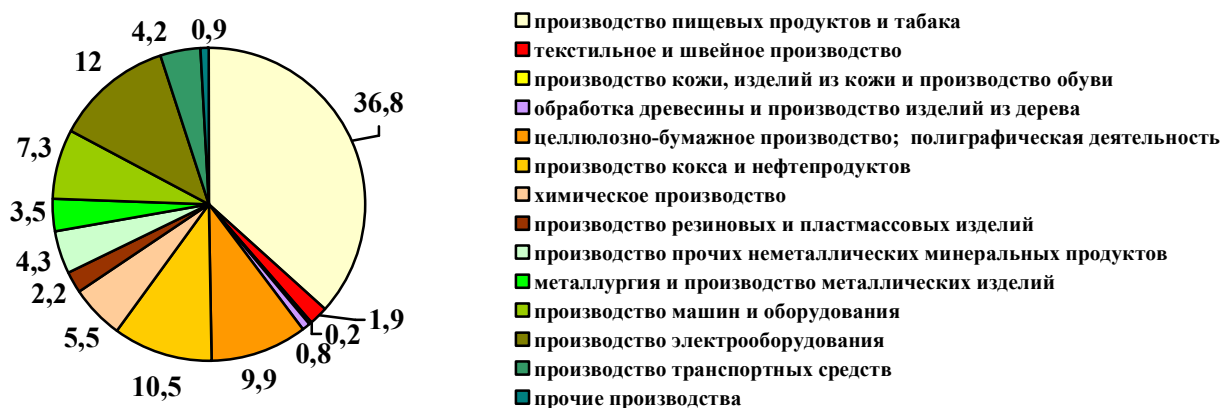 4,2
0,9
12
36,8
7,3
3,5
4,3
2,2
5,5
10,5
9,9
0,8
0,2
1,9
производство пищевых продуктов и табака
текстильное и швейное производство
производство кожи, изделий из кожи и производство обуви
обработка древесины и производство изделий из дерева
целлюлозно-бумажное производство; полиграфическая деятельность
производство кокса и нефтепродуктов
химическое производство
производство резиновых и пластмассовых изделий
производство прочих неметаллических минеральных продуктов
металлургия и производство металлических изделий
производство машин и оборудования
производство электрооборудования
производство транспортных средств
прочие производства